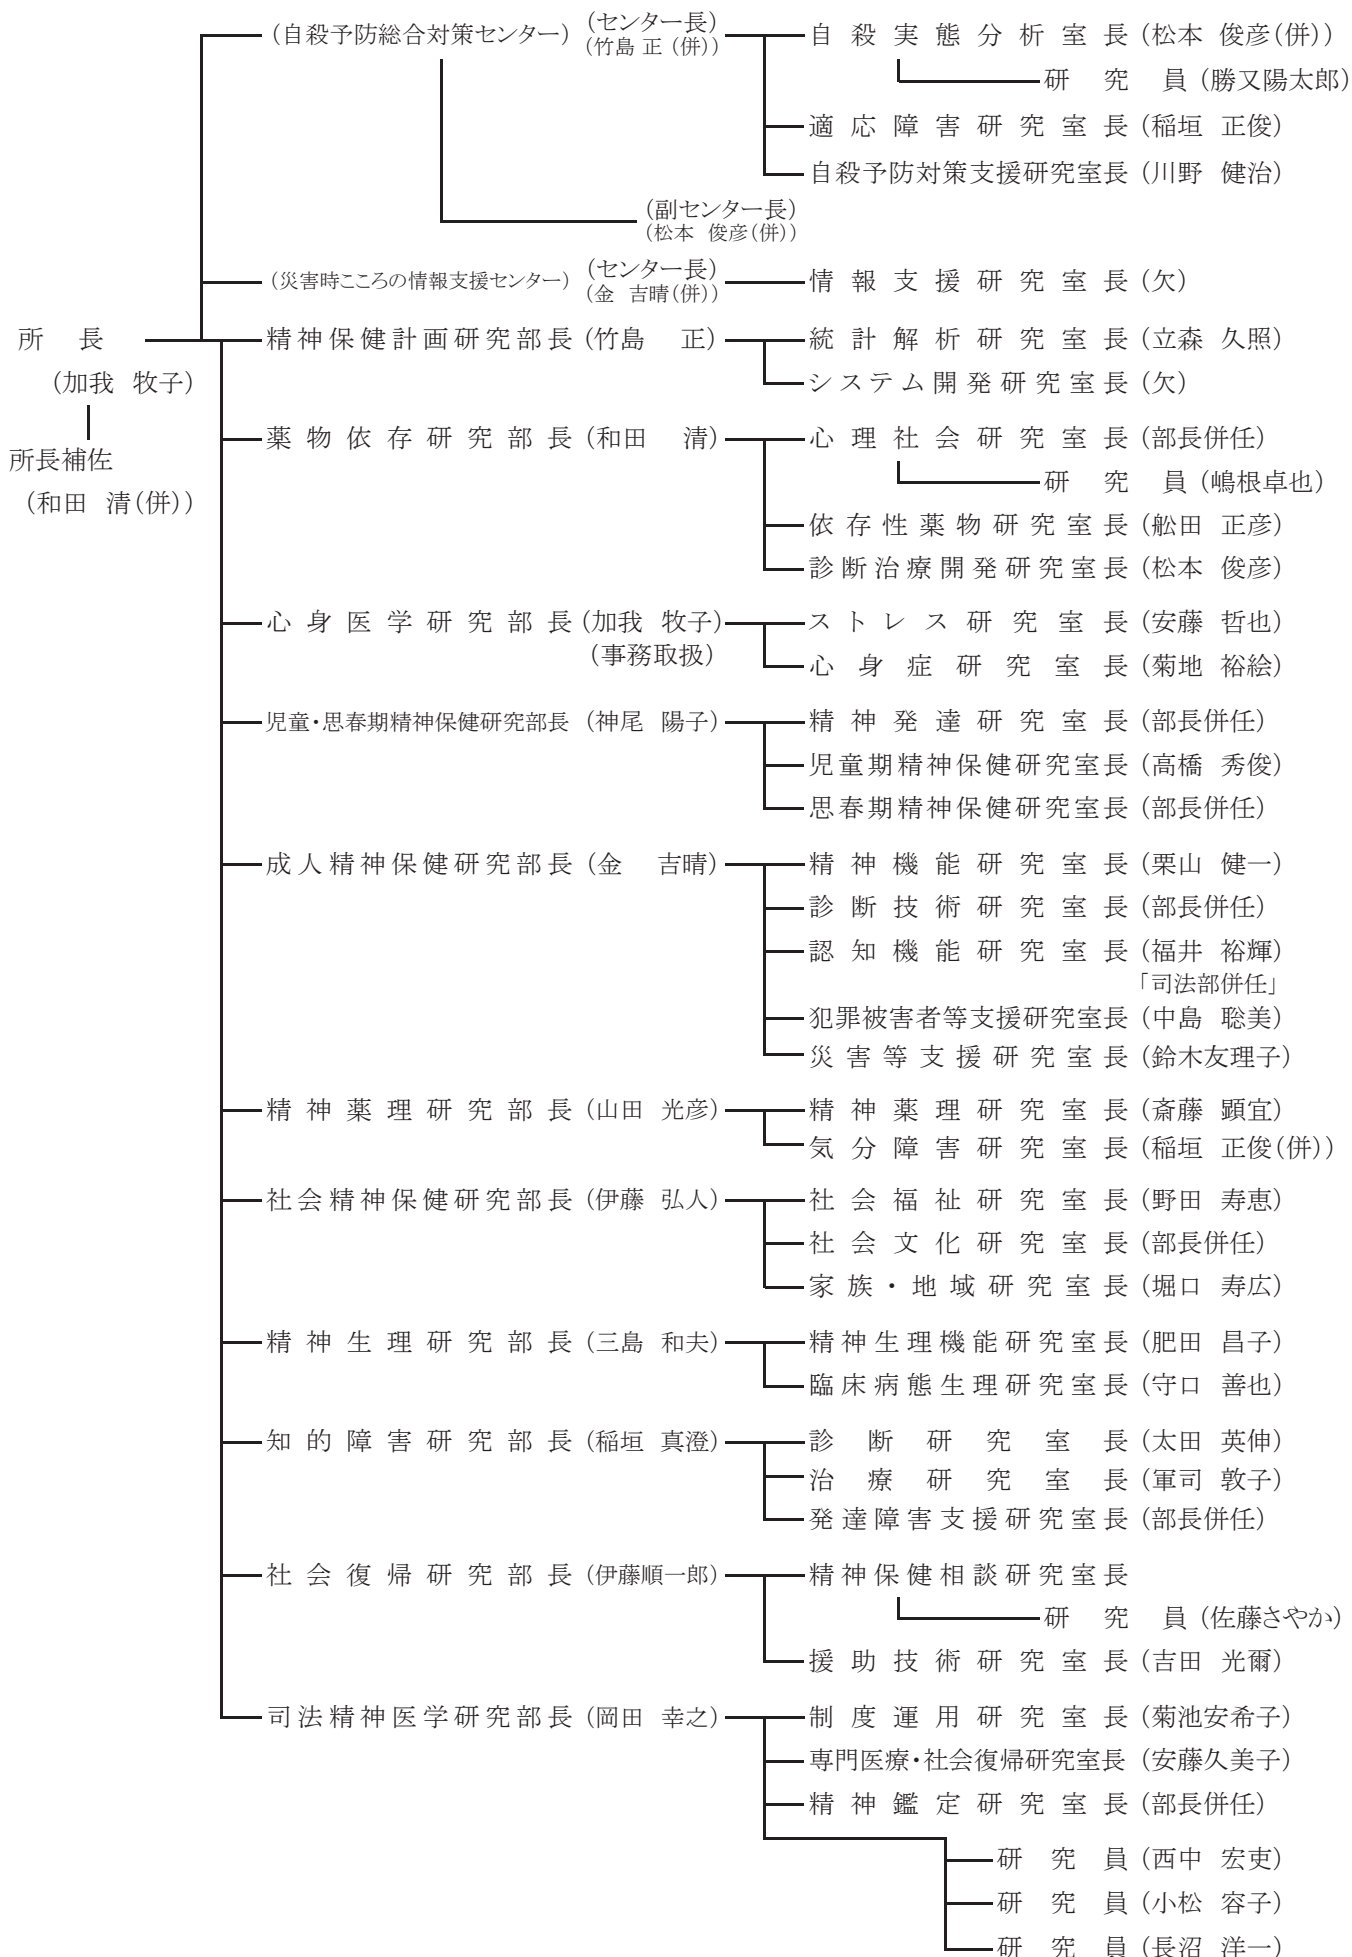 (自殺予防総合対策センター) (センター長) 自殺実態分析室長 (松本 俊彦(併))
(竹島 正 (併))
研究員 (勝又陽太郎)
適応障害研究室長 (稲垣 正俊)
自殺予防対策支援研究室長 (川野 健治)
(副センター長)
(松本 俊彦(併))
(災害時こころの情報支援センター) (センター長) 情報支援研究室長 (欠)
(金 吉晴(併))
所長 精神保健計画研究部長 (竹島 正) 統計解析研究室長 (立森 久照)
(加我 牧子) システム開発研究室長 (欠)
薬物依存研究部長 (和田 清) 心理社会研究室長 (部長併任)
所長補佐
研究員 (嶋根卓也)
(和田 清(併))
依存性薬物研究室長 (舩田 正彦)
診断治療開発研究室長 (松本 俊彦)
心身医学研究部長 (加我 牧子) ストレス研究室長 (安藤 哲也)
(事務取扱) 心身症研究室長 (菊地 裕絵)
児童・思春期精神保健研究部長 (神尾 陽子) 精神発達研究室長 (部長併任)
児童期精神保健研究室長 (高橋 秀俊)
思春期精神保健研究室長 (部長併任)
成人精神保健研究部長 (金 吉晴) 精神機能研究室長 (栗山 健一)
診断技術研究室長 (部長併任)
認知機能研究室長 (福井 裕輝)
「司法部併任」
犯罪被害者等支援研究室長 (中島 聡美)
災害等支援研究室長 (鈴木友理子)
精神薬理研究部長 (山田 光彦) 精神薬理研究室長 (斎藤 顕宜)
気分障害研究室長 (稲垣 正俊(併))
社会精神保健研究部長 (伊藤 弘人) 社会福祉研究室長 (野田 寿恵)
社会文化研究室長 (部長併任)
家族・地域研究室長 (堀口 寿広)
精神生理研究部長 (三島 和夫) 精神生理機能研究室長 (肥田 昌子)
臨床病態生理研究室長 (守口 善也)
知的障害研究部長 (稲垣 真澄) 診断研究室長 (太田 英伸)
治療研究室長 (軍司 敦子)
発達障害支援研究室長 (部長併任)
社会復帰研究部長 (伊藤順一郎) 精神保健相談研究室長
研究員 (佐藤さやか)
援助技術研究室長 (吉田 光爾)
司法精神医学研究部長 (岡田 幸之) 制度運用研究室長 (菊池安希子)
専門医療・社会復帰研究室長 (安藤久美子)
精神鑑定研究室長 (部長併任)
研究員 (西中 宏吏)
研究員 (小松 容子)
研究員 (長沼 洋一)